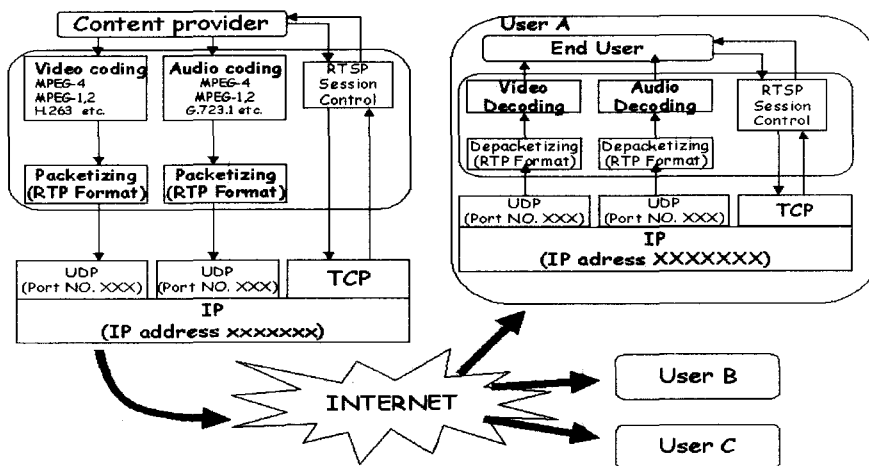 Content provider
Video coding
MPEG-4
MPEG-1,2
H.263 etc.
Audio coding
MPEG-4
MPEG-1,2
G.723.1 etc.
RTSP
Session
Control
Packetizing
(RTP Format)
Packetizing
(RTP Format)
UDP
(Port NO. XXX)
UDP
(Port NO. XXX)
TCP
IP
(IP address XXXXXXX)
User A
End User
Video
Decoding
Audio
Decoding
RTSP
Session
Control
Depacketizing
(RTP Format)
Depacketizing
(RTP Format)
UDP
(Port NO. XXX)
UDP
(Port NO. XXX)
TCP
IP
(IP adress XXXXXXX)
INTERNET
User B
User C